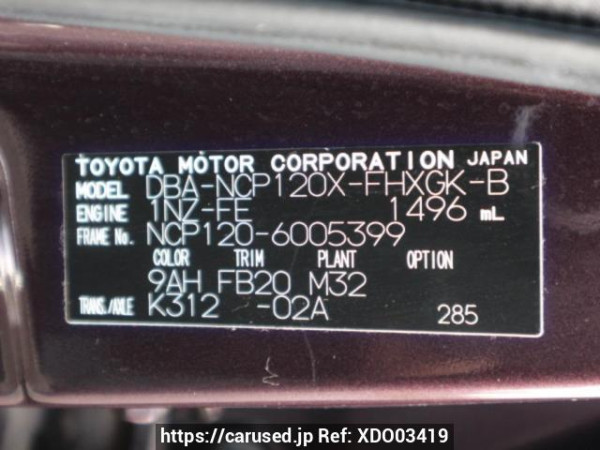 TOYOTA MOTOR CORPORATION JAPAN
MODEL DBA-NCP120X-FHXGK-B
ENGINE 1NZ-FE 1496 mL
FRAME No. NCP120-6005399
COLOR TRIM PLANT OPTION
9AH FB20 M32
TRANS./AXLE K312 -02A 285
https://carused.jp Ref: XDO03419